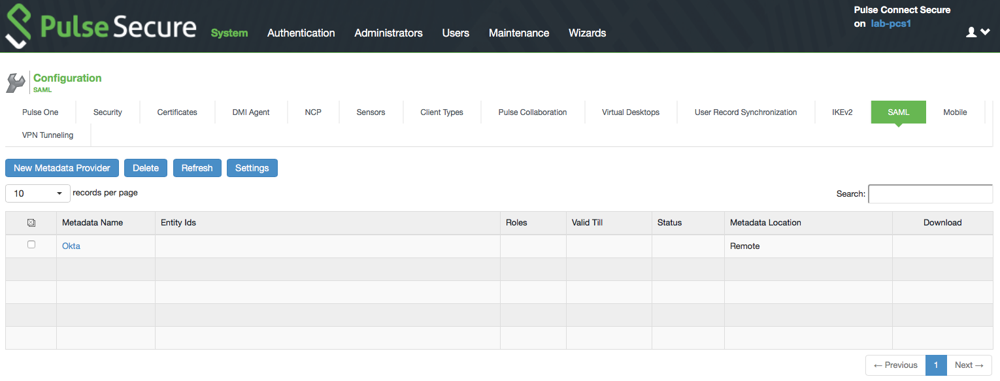 Pulse Secure
System Authentication Administrators Users Maintenance Wizards
Pulse Connect Secure
on lab-pcs1
Configuration
SAML
Pulse One Security Certificates DMI Agent NCP Sensors Client Types Pulse Collaboration Virtual Desktops User Record Synchronization IKEv2 SAML Mobile
VPN Tunneling
New Metadata Provider Delete Refresh Settings
10 records per page Search:
Metadata Name Entity Ids Roles Valid Till Status Metadata Location Download
Okta Remote
← Previous 1 Next →